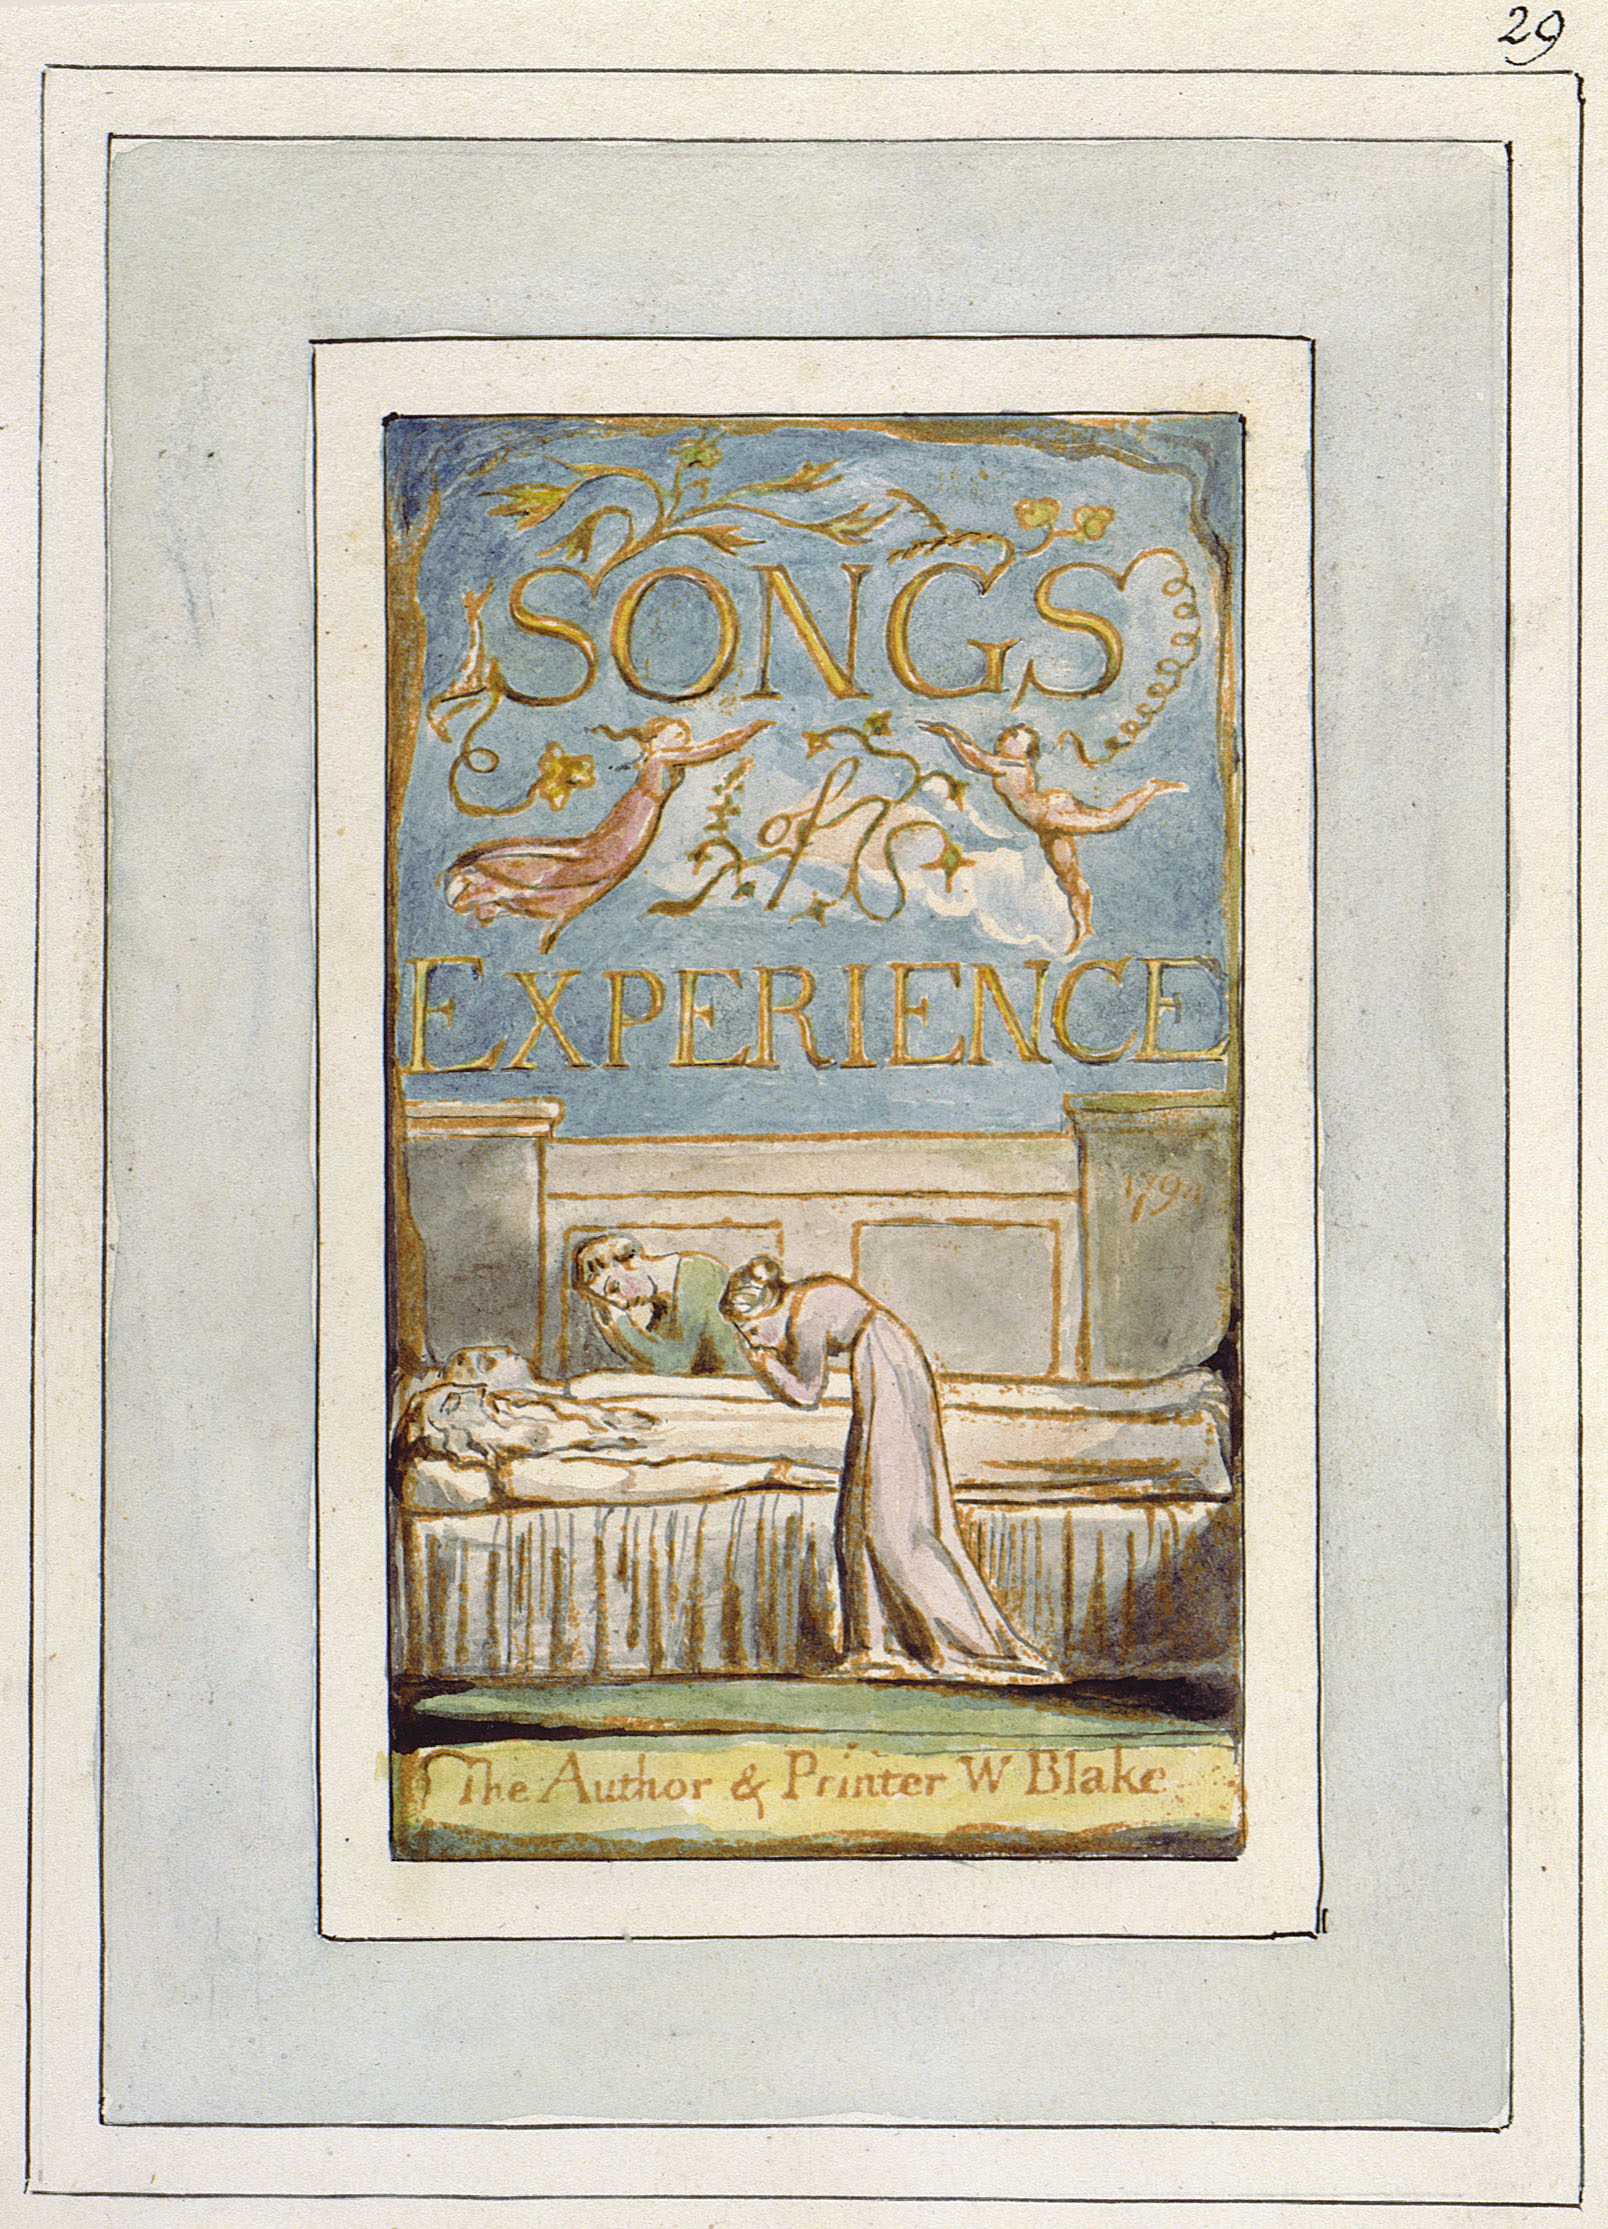 29
SONGS
of
EXPERIENCE
1794
The Author & Printer W Blake